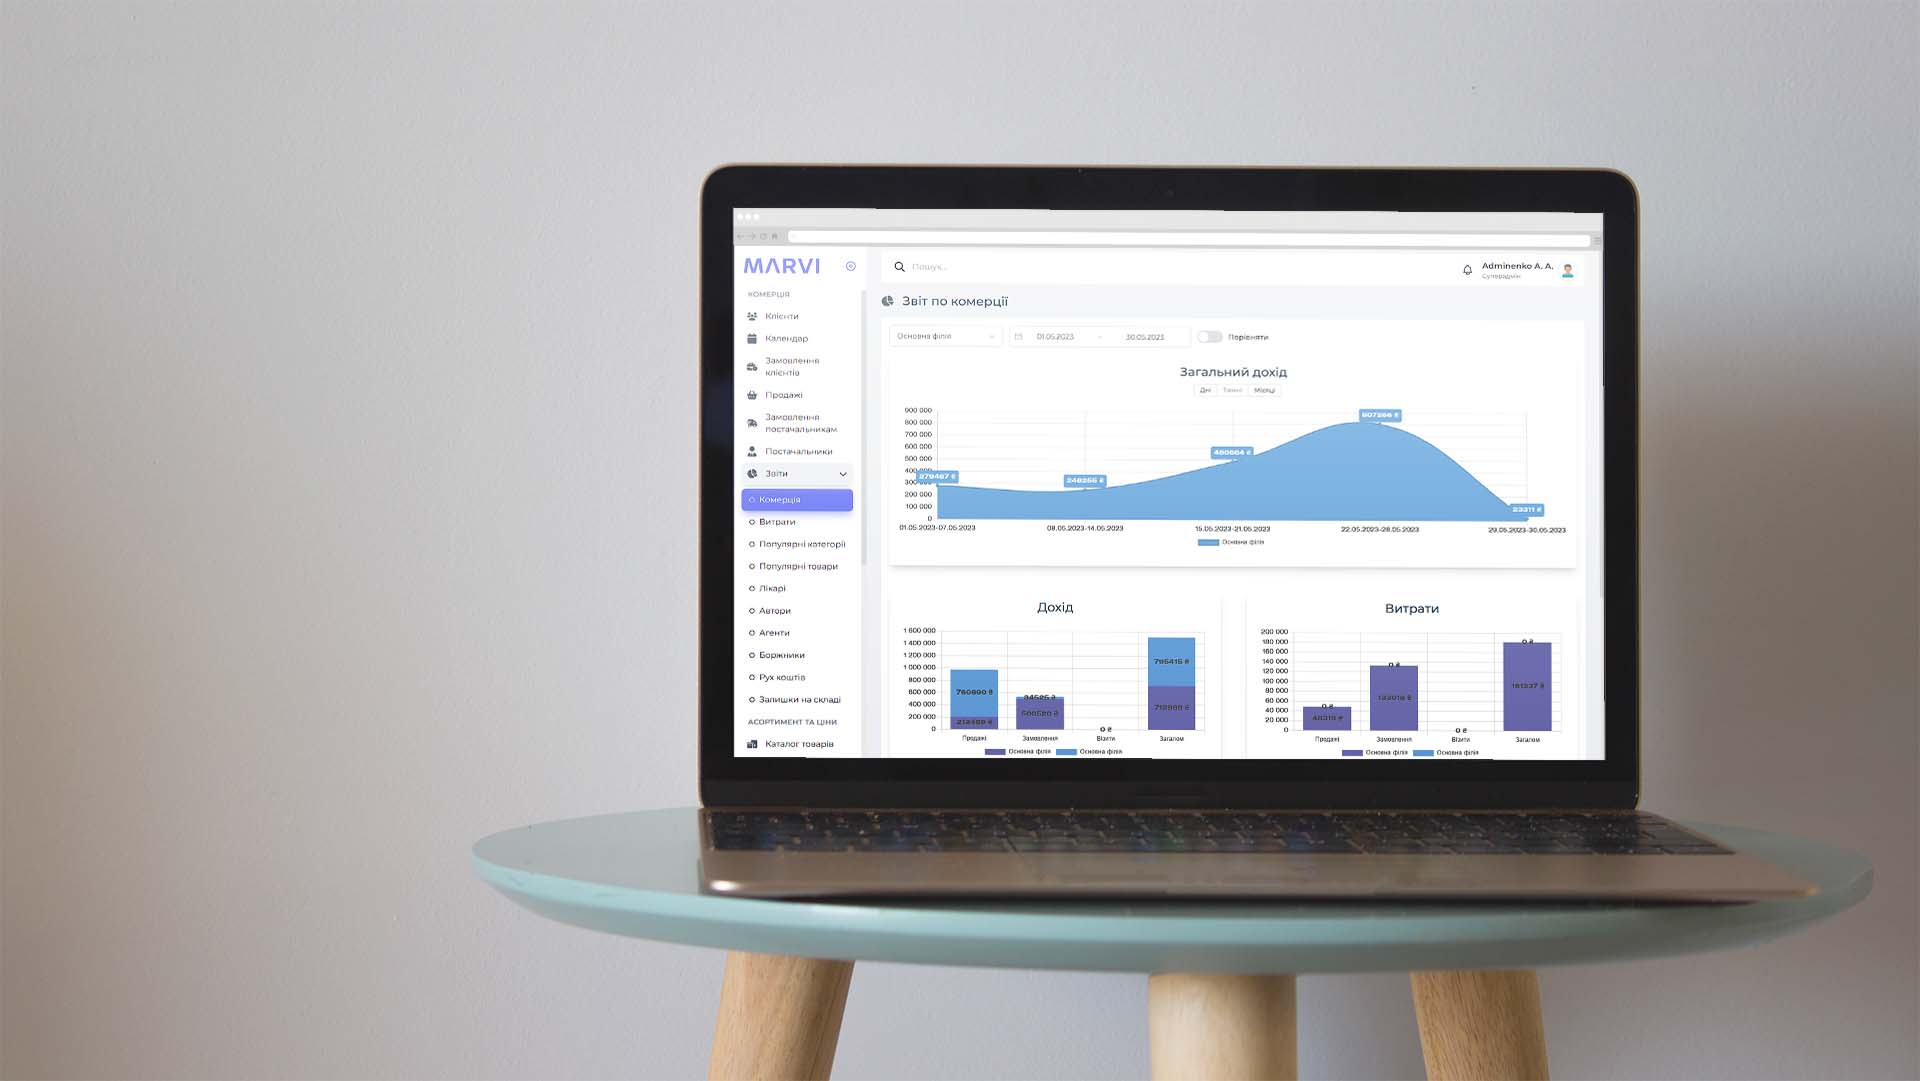 MARVI
Пошук...
Adminenko A. A.
Суперадмін
КОМЕРЦІЯ
Клієнти
Календар
Замовлення
клієнтів
Продажі
Замовлення
постачальникам
Постачальники
Звіти
Комерція
Витрати
Популярні категорії
Популярні товари
Лікарі
Автори
Агенти
Боржники
Рух коштів
Залишки на складі
АСОРТИМЕНТ ТА ЦІНИ
Каталог товарів
Звіт по комерції
Основна філія
01.05.2023 - 30.05.2023
Порівняти
Загальний дохід
Дні Тижні Місяці
900 000
800 000
700 000
600 000
500 000
400 000
300 000
200 000
100 000
0
279467 ₴
248255 ₴
480664 ₴
807266 ₴
23311 ₴
01.05.2023-07.05.2023
08.05.2023-14.05.2023
15.05.2023-21.05.2023
22.05.2023-28.05.2023
29.05.2023-30.05.2023
Основна філія
Дохід
1 600 000
1 400 000
1 200 000
1 000 000
800 000
600 000
400 000
200 000
0
760890 ₴
34525 ₴
0 ₴
795415 ₴
Продажі
Замовлення
Візити
Загалом
Основна філія
Основна філія
Витрати
200 000
180 000
160 000
140 000
120 000
100 000
80 000
60 000
40 000
20 000
0
0 ₴
48319 ₴
0 ₴
133018 ₴
0 ₴
0 ₴
181337 ₴
Продажі
Замовлення
Візити
Загалом
Основна філія
Основна філія